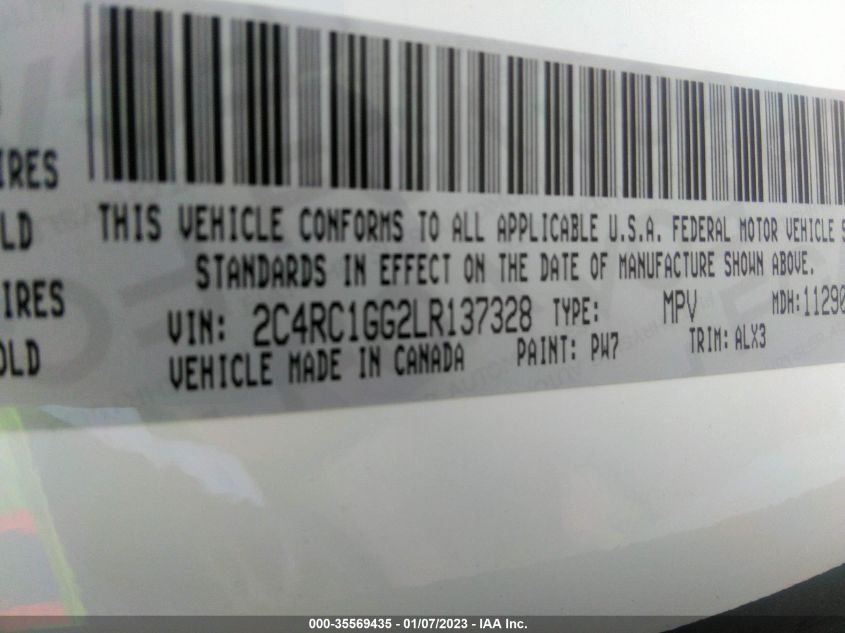 IRES
LD
IRES
OLD
THIS VEHICLE CONFORMS TO ALL APPLICABLE U.S.A. FEDERAL MOTOR VEHICLE S
STANDARDS IN EFFECT ON THE DATE OF MANUFACTURE SHOWN ABOVE.
VIN: 2C4RC1GG2LR137328 TYPE: MPV MDH:11290
VEHICLE MADE IN CANADA PAINT: PW7 TRIM: ALX3
000-35569435 - 01/07/2023 - IAA Inc.